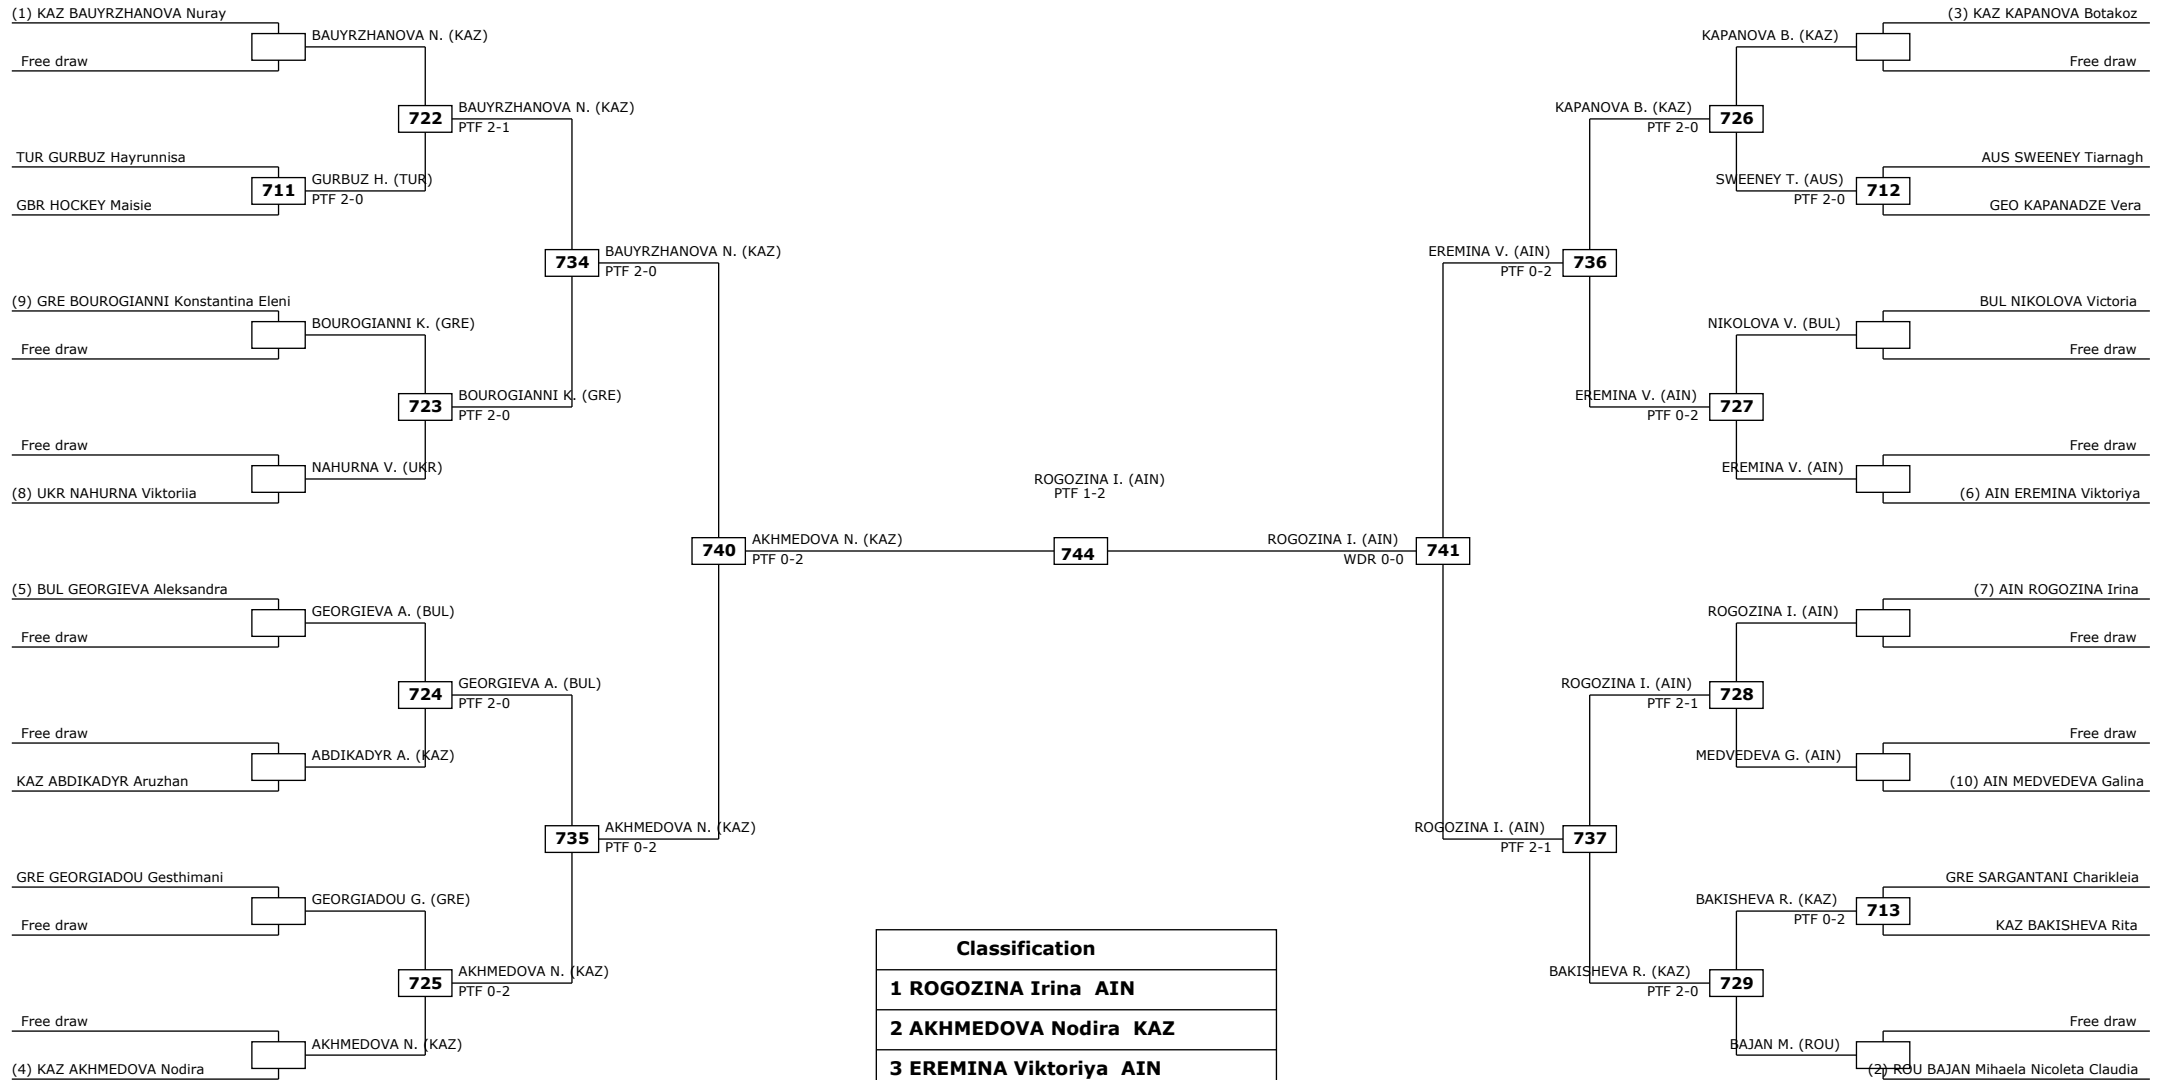 (1) KAZ BAUYRZHANOVA Nuray
BAUYRZHANOVA N. (KAZ)
Free draw
722
BAUYRZHANOVA N. (KAZ)
PTF 2-1
TUR GURBUZ Hayrunnisa
711
GURBUZ H. (TUR)
PTF 2-0
GBR HOCKEY Maisie
734
BAUYRZHANOVA N. (KAZ)
PTF 2-0
(9) GRE BOUROGIANNI Konstantina Eleni
BOUROGIANNI K. (GRE)
Free draw
723
BOUROGIANNI K. (GRE)
PTF 2-0
Free draw
NAHURNA V. (UKR)
(8) UKR NAHURNA Viktoriia
740
AKHMEDOVA N. (KAZ)
PTF 0-2
(5) BUL GEORGIEVA Aleksandra
GEORGIEVA A. (BUL)
Free draw
724
GEORGIEVA A. (BUL)
PTF 2-0
Free draw
ABDIKADYR A. (KAZ)
KAZ ABDIKADYR Aruzhan
735
AKHMEDOVA N. (KAZ)
PTF 0-2
GRE GEORGIADOU Gesthimani
GEORGIADOU G. (GRE)
Free draw
725
AKHMEDOVA N. (KAZ)
PTF 0-2
Free draw
AKHMEDOVA N. (KAZ)
(4) KAZ AKHMEDOVA Nodira
ROGOZINA I. (AIN)
PTF 1-2
744
(3) KAZ KAPANOVA Botakoz
KAPANOVA B. (KAZ)
Free draw
KAPANOVA B. (KAZ)
PTF 2-0
726
AUS SWEENEY Tiarnagh
SWEENEY T. (AUS)
PTF 2-0
712
GEO KAPANADZE Vera
EREMINA V. (AIN)
PTF 0-2
736
BUL NIKOLOVA Victoria
NIKOLOVA V. (BUL)
Free draw
EREMINA V. (AIN)
PTF 0-2
727
Free draw
EREMINA V. (AIN)
(6) AIN EREMINA Viktoriya
ROGOZINA I. (AIN)
WDR 0-0
741
(7) AIN ROGOZINA Irina
ROGOZINA I. (AIN)
Free draw
ROGOZINA I. (AIN)
PTF 2-1
728
Free draw
MEDVEDEVA G. (AIN)
(10) AIN MEDVEDEVA Galina
ROGOZINA I. (AIN)
PTF 2-1
737
GRE SARGANTANI Charikleia
BAKISHEVA R. (KAZ)
PTF 0-2
713
KAZ BAKISHEVA Rita
BAKISHEVA R. (KAZ)
PTF 2-0
729
Free draw
BAJAN M. (ROU)
(2) ROU BAJAN Mihaela Nicoleta Claudia
Classification
1 ROGOZINA Irina AIN
2 AKHMEDOVA Nodira KAZ
3 EREMINA Viktoriya AIN